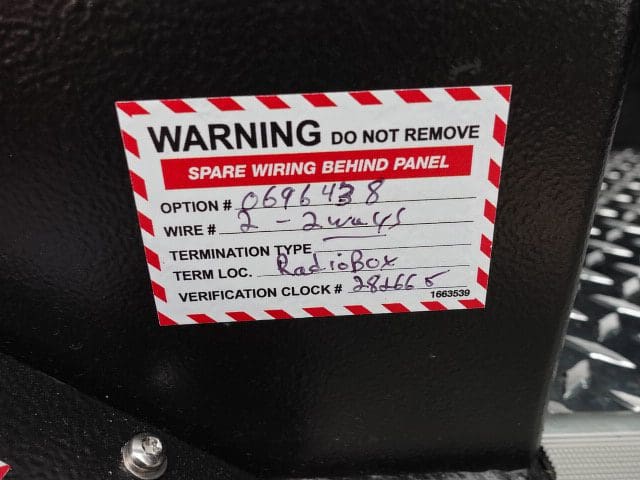 WARNING DO NOT REMOVE
SPARE WIRING BEHIND PANEL
OPTION # 0696438
WIRE # 2 - 2ways
TERMINATION TYPE
TERM LOC. RadioBox
VERIFICATION CLOCK #
1663539